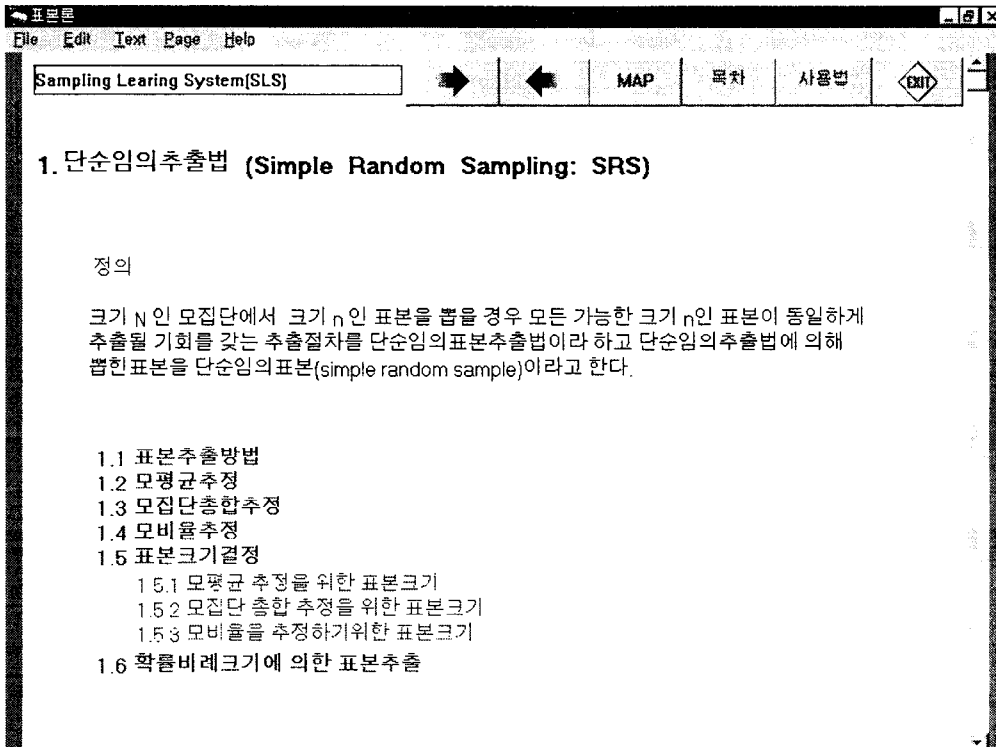 표본론
File Edit Text Page Help
Sampling Learing System(SLS) MAP 목차 사용법 EXIT
1. 단순임의추출법 (Simple Random Sampling: SRS)
정의
크기 N 인 모집단에서 크기 n 인 표본을 뽑을 경우 모든 가능한 크기 n인 표본이 동일하게
추출될 기회를 갖는 추출절차를 단순임의표본추출법이라 하고 단순임의추출법에 의해
뽑힌표본을 단순임의표본(simple random sample)이라고 한다.
1.1 표본추출방법
1.2 모평균추정
1.3 모집단총합추정
1.4 모비율추정
1.5 표본크기결정
1.5.1 모평균 추정을 위한 표본크기
1.5.2 모집단 총합 추정을 위한 표본크기
1.5.3 모비율을 추정하기위한 표본크기
1.6 확률비례크기에 의한 표본추출